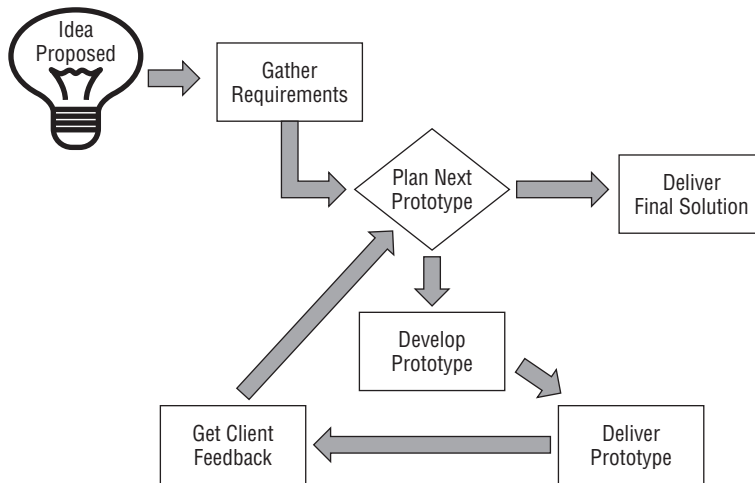 Idea
Proposed
Gather
Requirements
Plan Next
Prototype
Deliver
Final Solution
Develop
Prototype
Get Client
Feedback
Deliver
Prototype